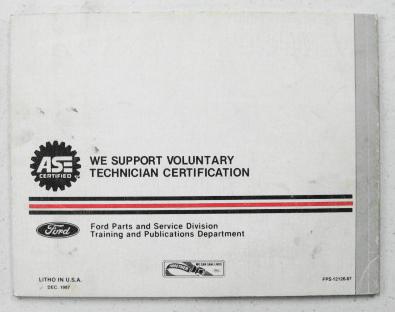 ASE
CERTIFIED
WE SUPPORT VOLUNTARY
TECHNICIAN CERTIFICATION
Ford
Ford Parts and Service Division
Training and Publications Department
LITHO IN U.S.A.
DEC. 1987
FPS-12126-87